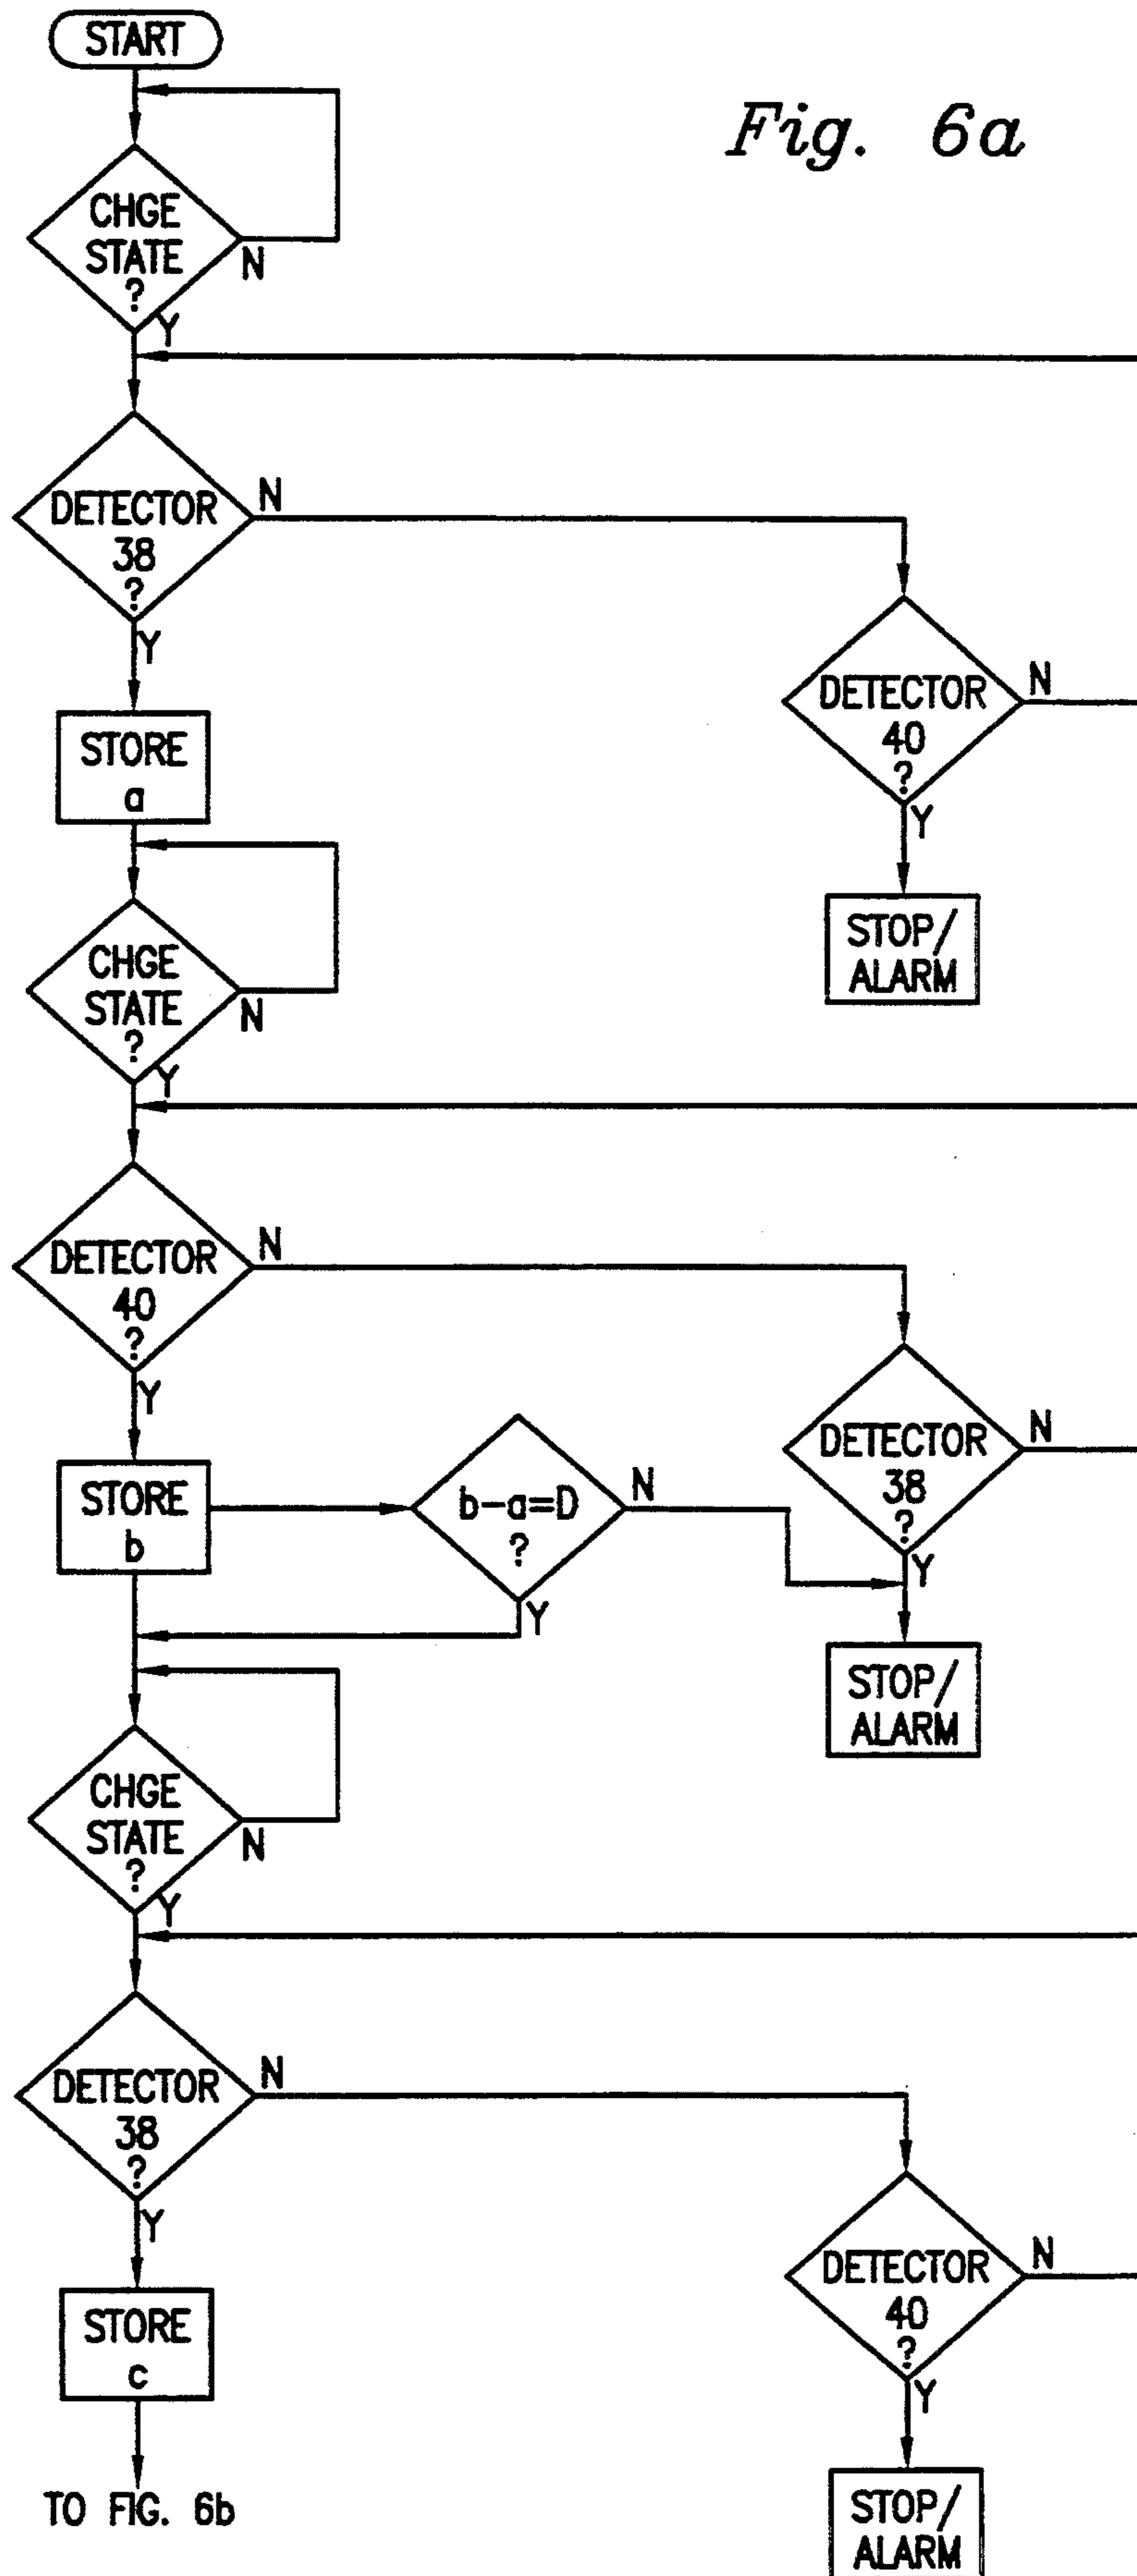 START
Fig. 6a
CHGE
STATE
?
N
Y
DETECTOR
38
?
N
Y
DETECTOR
40
?
N
Y
STORE
a
STOP/
ALARM
CHGE
STATE
?
N
Y
DETECTOR
40
?
N
Y
DETECTOR
38
?
N
Y
STORE
b
b-a=D
?
N
Y
STOP/
ALARM
CHGE
STATE
?
N
Y
DETECTOR
38
?
N
Y
DETECTOR
40
?
N
Y
STORE
c
TO FIG. 6b
STOP/
ALARM